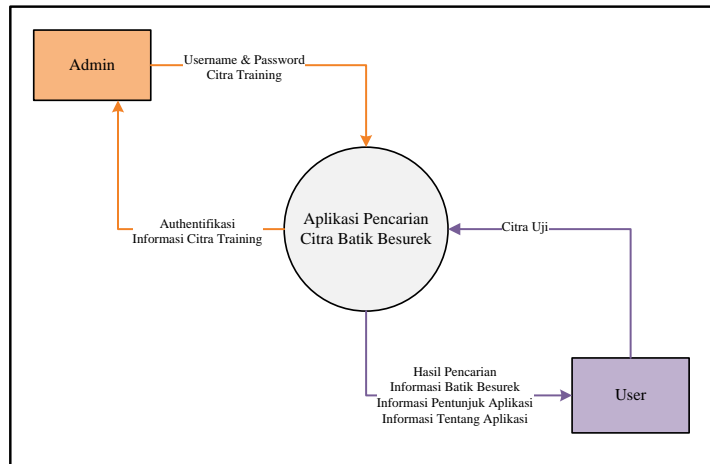 Admin
Username & Password
Citra Training
Aplikasi Pencarian
Citra Batik Besurek
Authentifikasi
Informasi Citra Training
Citra Uji
Hasil Pencarian
Informasi Batik Besurek
Informasi Pentunjuk Aplikasi
Informasi Tentang Aplikasi
User